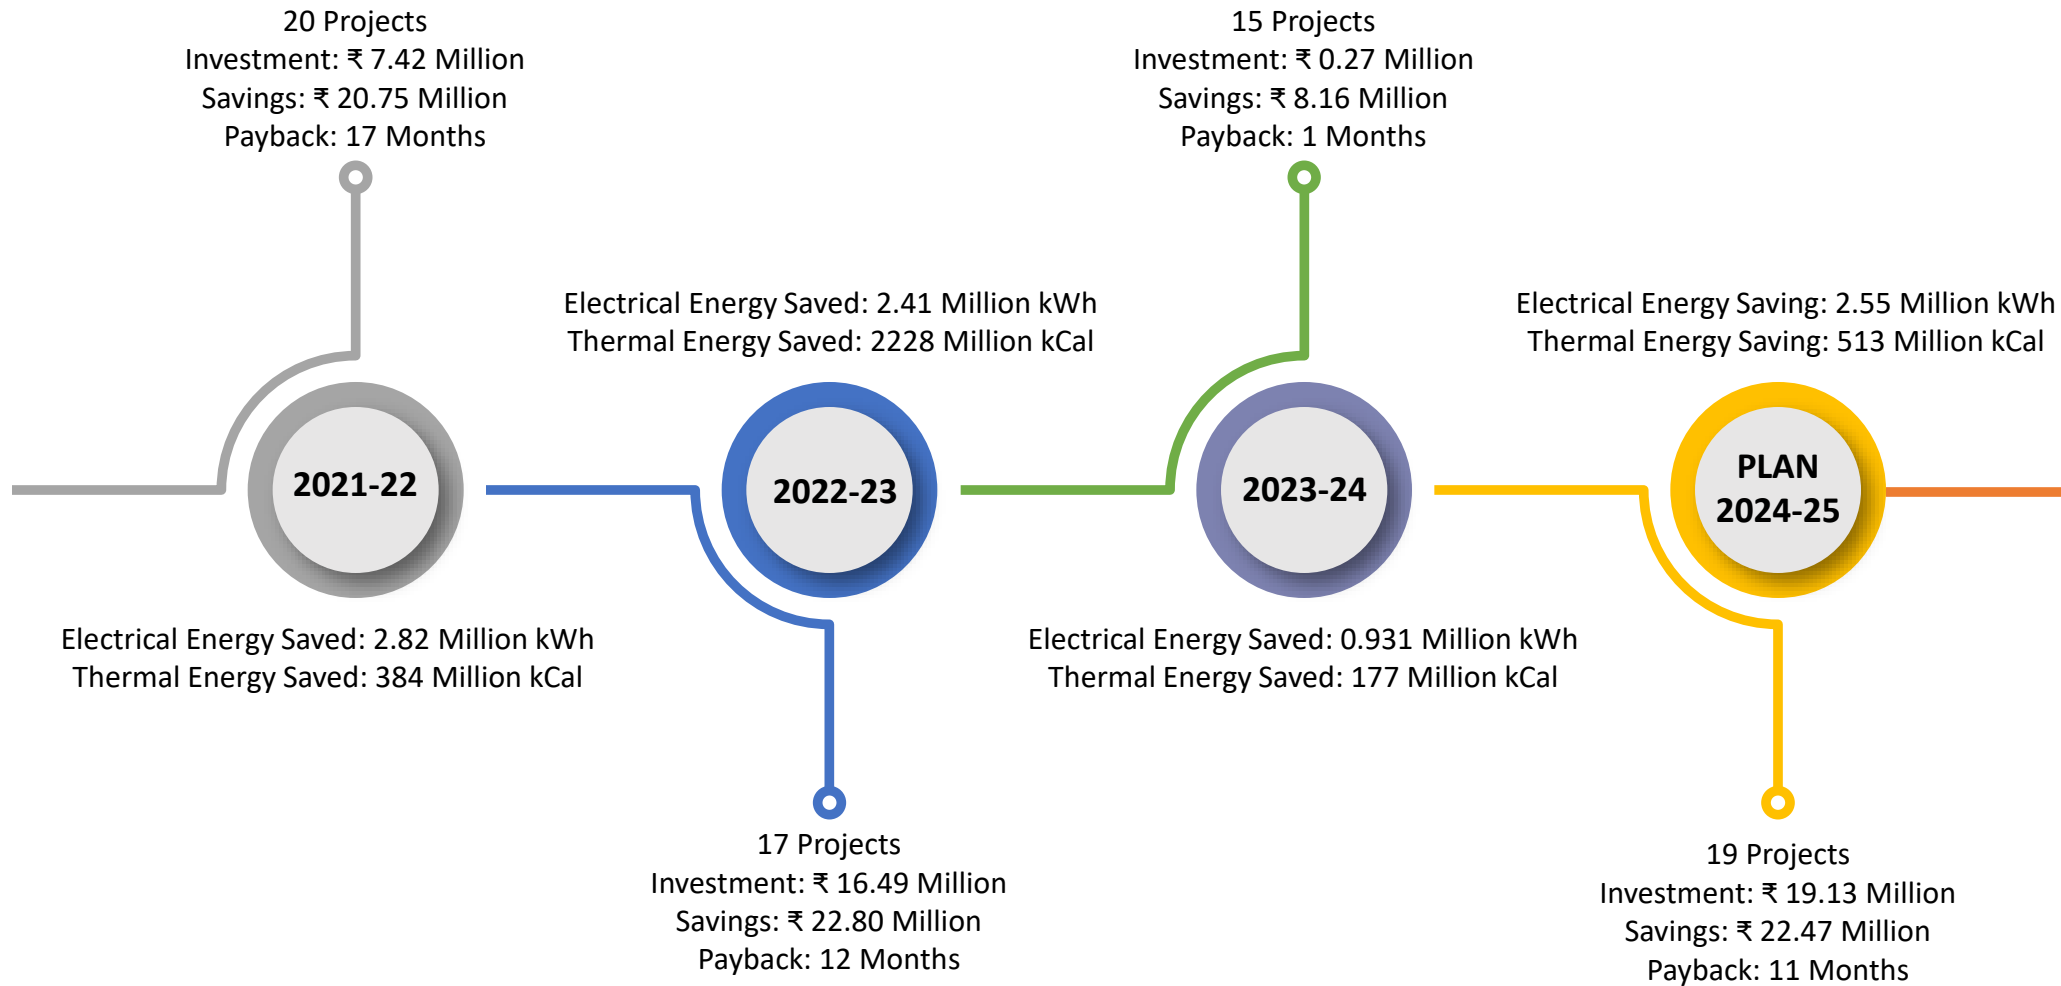 20 Projects
Investment: ₹ 7.42 Million
Savings: ₹ 20.75 Million
Payback: 17 Months
2021-22
Electrical Energy Saved: 2.82 Million kWh
Thermal Energy Saved: 384 Million kCal
Electrical Energy Saved: 2.41 Million kWh
Thermal Energy Saved: 2228 Million kCal
2022-23
17 Projects
Investment: ₹ 16.49 Million
Savings: ₹ 22.80 Million
Payback: 12 Months
15 Projects
Investment: ₹ 0.27 Million
Savings: ₹ 8.16 Million
Payback: 1 Months
2023-24
Electrical Energy Saved: 0.931 Million kWh
Thermal Energy Saved: 177 Million kCal
Electrical Energy Saving: 2.55 Million kWh
Thermal Energy Saving: 513 Million kCal
PLAN
2024-25
19 Projects
Investment: ₹ 19.13 Million
Savings: ₹ 22.47 Million
Payback: 11 Months